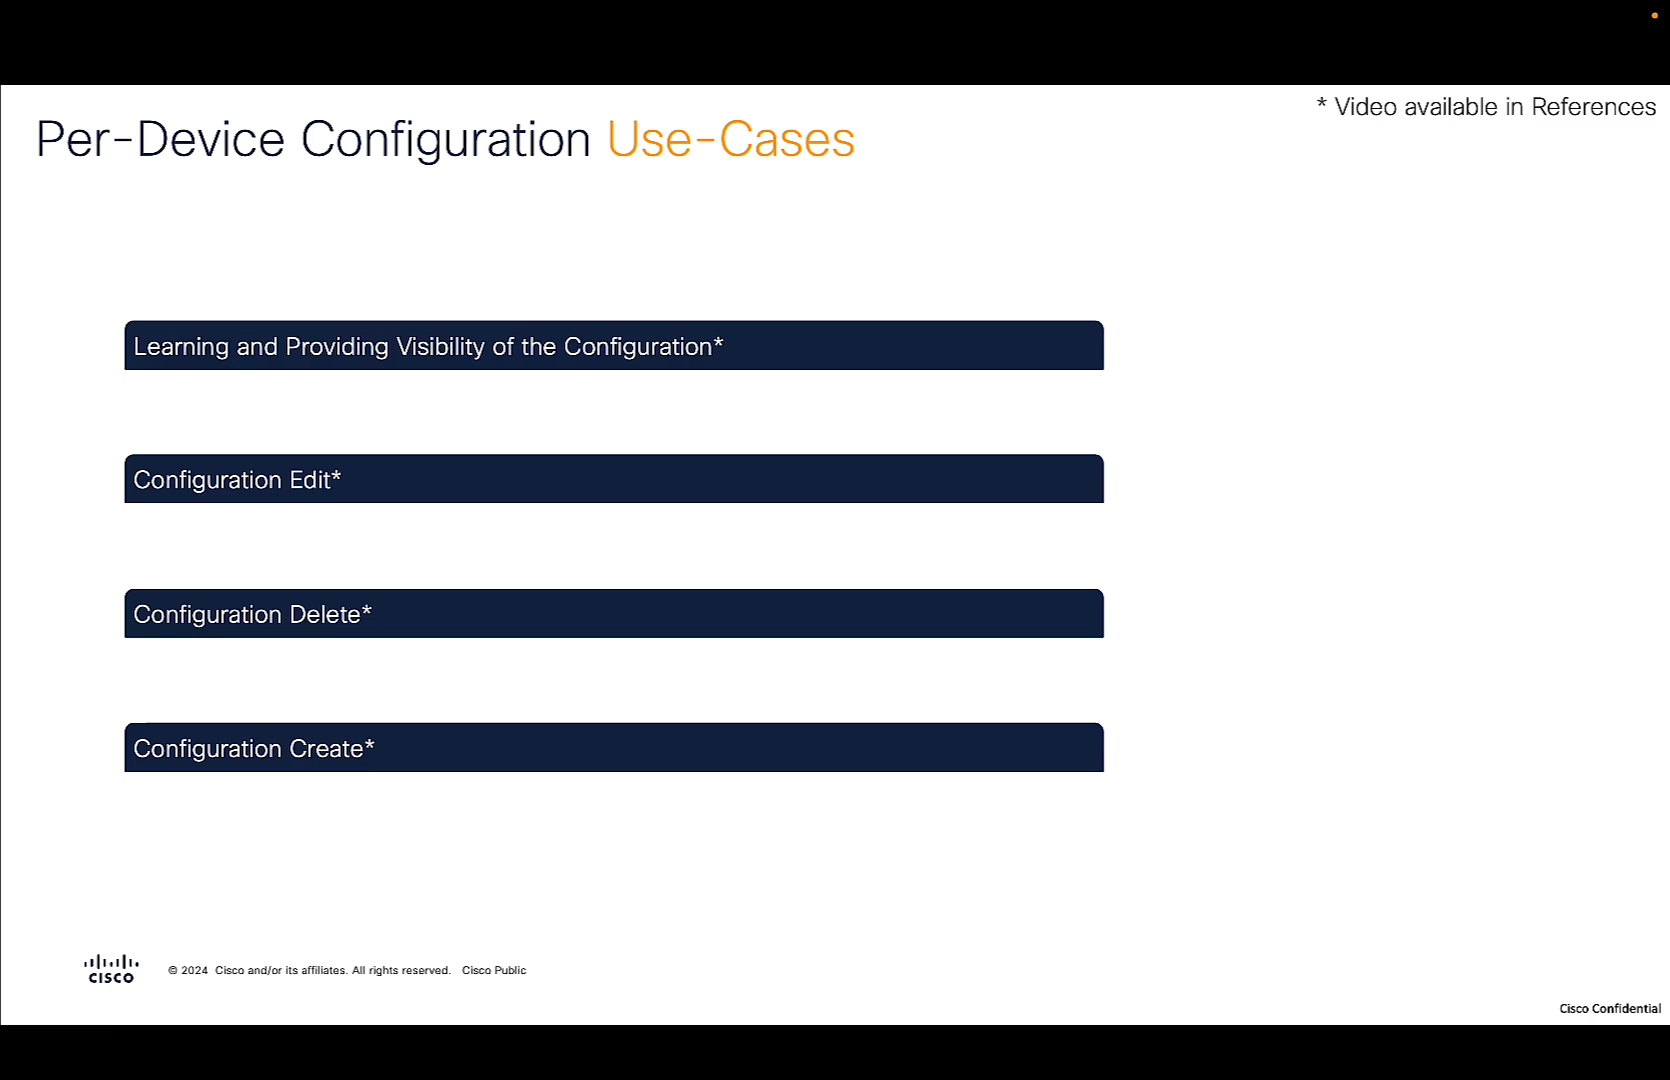 * Video available in References
Per-Device Configuration Use-Cases
Learning and Providing Visibility of the Configuration*
Configuration Edit*
Configuration Delete*
Configuration Create*
CISCO
© 2024 Cisco and/or its affiliates. All rights reserved. Cisco Public
Cisco Confidential